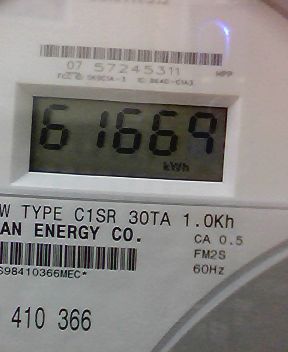 07 57245311 HPP
61669
kWh
W TYPE C1SR 30TA 1.0Kh
AN ENERGY CO.
CA 0.5
FM2S
60Hz
S98410366MEC*
410 366